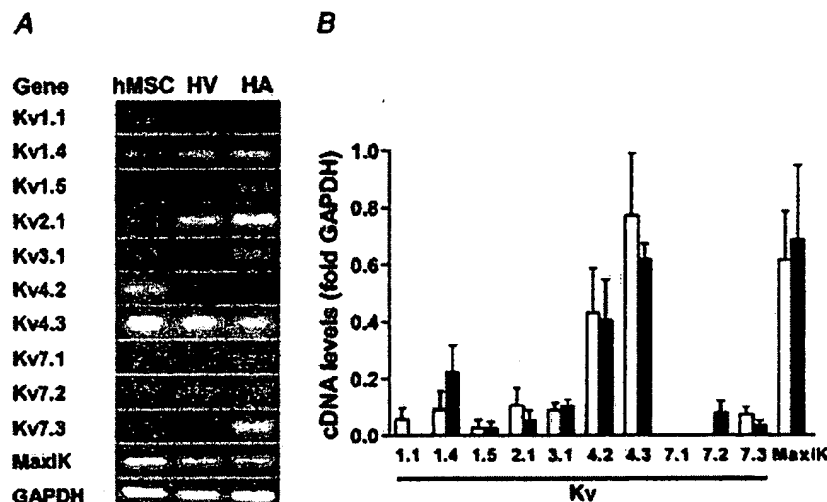 A
Gene hMSC HV HA
Kv1.1
Kv1.4
Kv1.5
Kv2.1
Kv3.1
Kv4.2
Kv4.3
Kv7.1
Kv7.2
Kv7.3
MaxiK
GAPDH
B
cDNA levels (fold GAPDH)
1.0
0.8
0.6
0.4
0.2
0.0
1.1 1.4 1.5 2.1 3.1 4.2 4.3 7.1 7.2 7.3 MaxiK
Kv